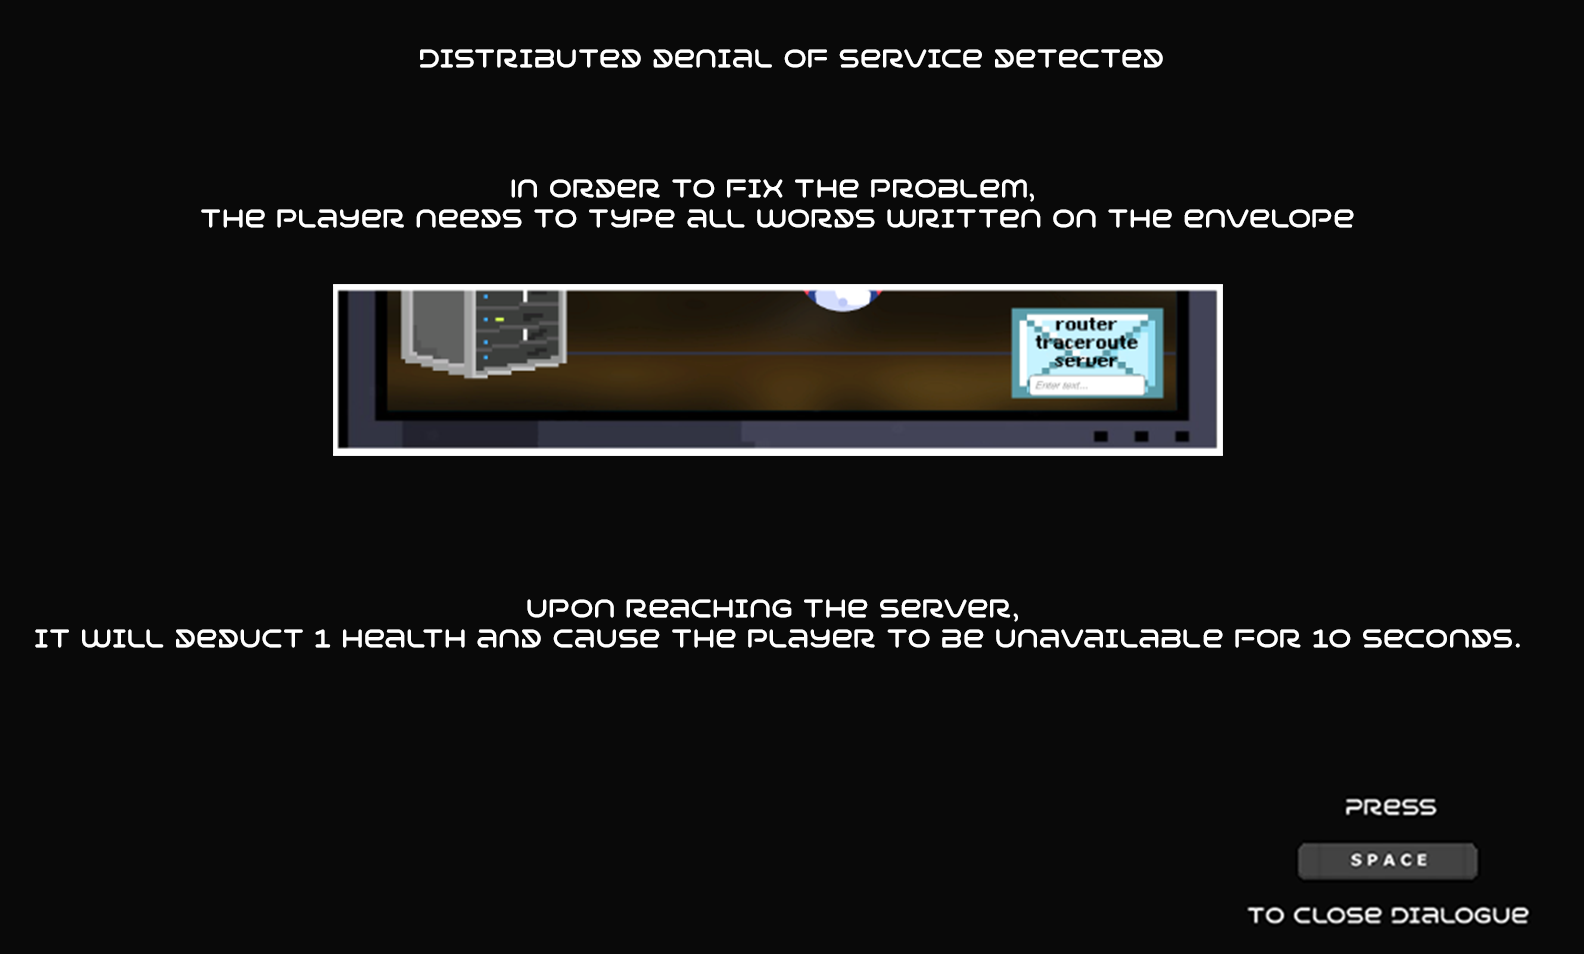 DISTRIBUTED DENIAL OF SERVICE DETECTED
IN ORDER TO FIX THE PROBLEM,
THE PLAYER NEEDS TO TYPE ALL WORDS WRITTEN ON THE ENVELOPE
router
traceroute
server
Enter text...
UPON REACHING THE SERVER,
IT WILL DEDUCT 1 HEALTH AND CAUSE THE PLAYER TO BE UNAVAILABLE FOR 10 SECONDS.
PRESS
SPACE
TO CLOSE DIALOGUE